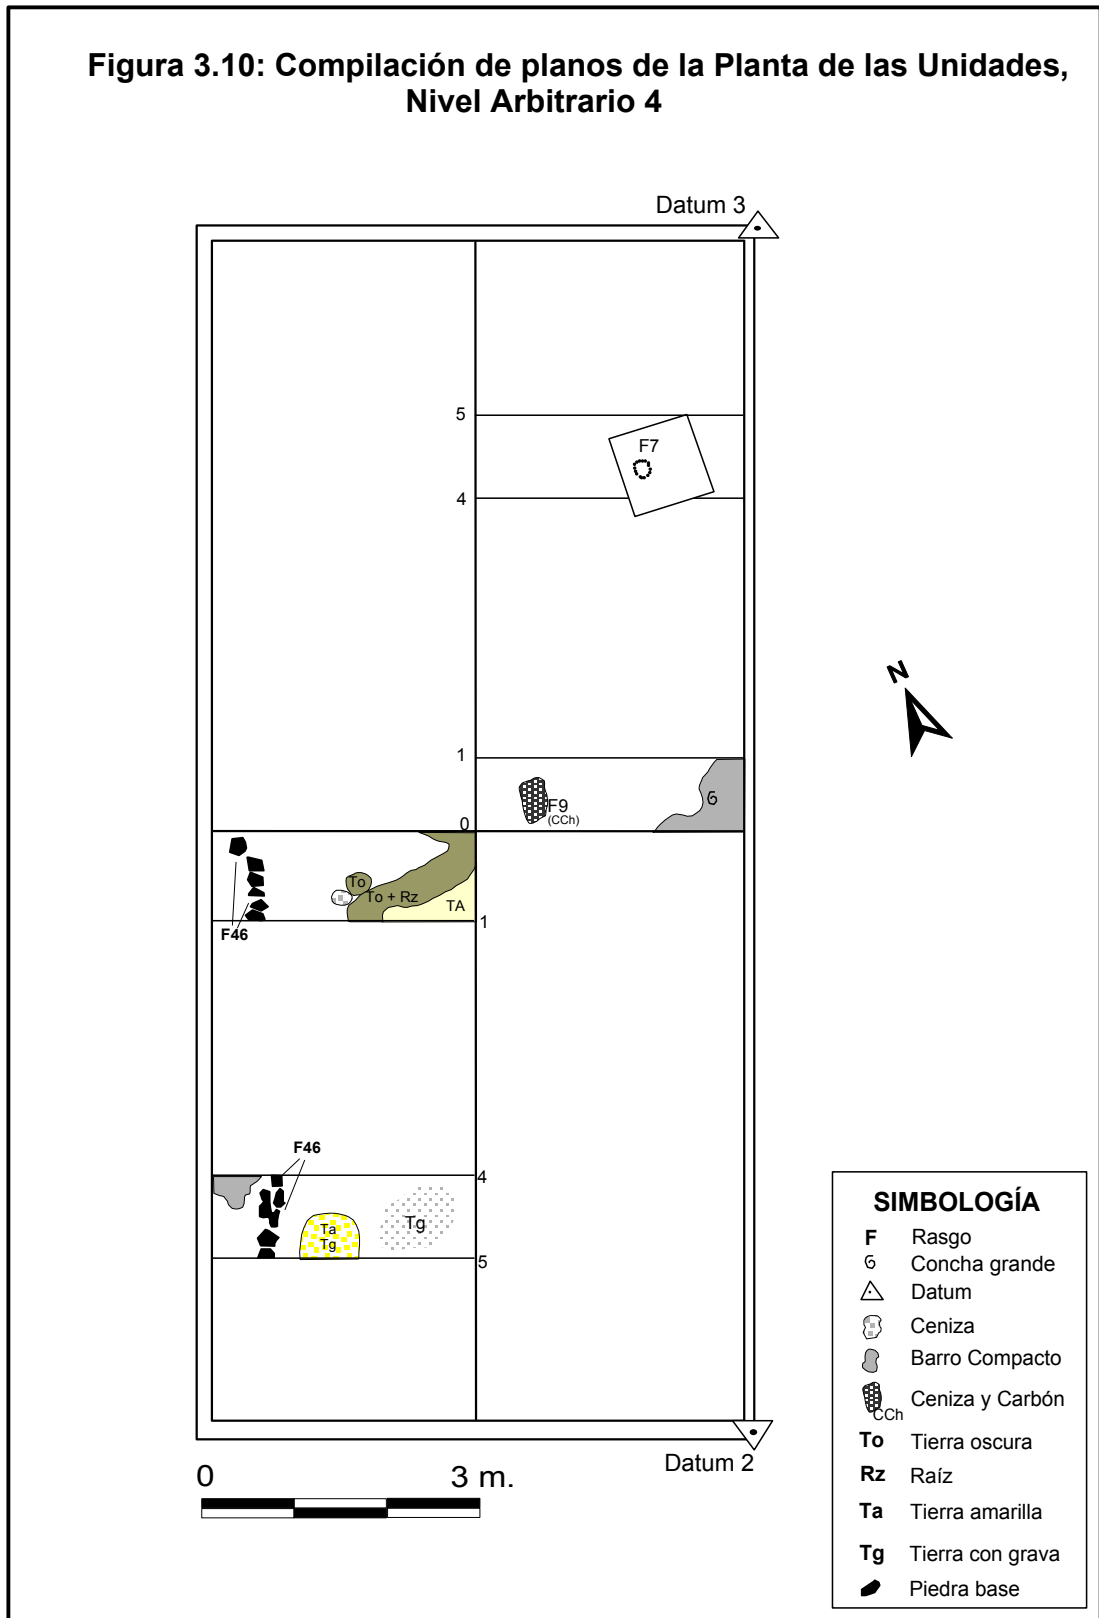 Figura 3.10: Compilación de planos de la Planta de las Unidades,
Nivel Arbitrario 4
Datum 3
5
F7
4
N
1
6
F9
(CCh)
0
To
To + Rz
TA
1
F46
F46
4
Ta
Tg
Tg
5
Datum 2
0
3 m.
SIMBOLOGÍA
F Rasgo
6 Concha grande
Datum
Ceniza
Barro Compacto
CCh Ceniza y Carbón
To Tierra oscura
Rz Raíz
Ta Tierra amarilla
Tg Tierra con grava
Piedra base